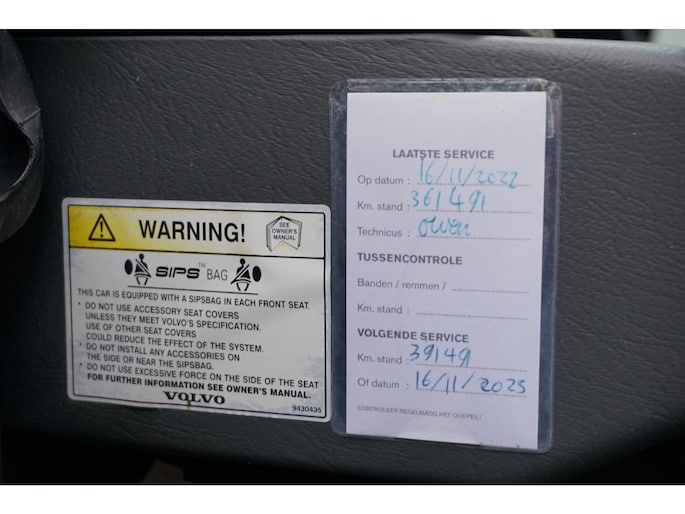 WARNING!
SEE
OWNER'S
MANUAL
SIPS™ BAG
THIS CAR IS EQUIPPED WITH A SIPSBAG IN EACH FRONT SEAT.
• DO NOT USE ACCESSORY SEAT COVERS
UNLESS THEY MEET VOLVO'S SPECIFICATION.
USE OF OTHER SEAT COVERS
COULD REDUCE THE EFFECT OF THE SYSTEM.
• DO NOT INSTALL ANY ACCESSORIES ON
THE SIDE OR NEAR THE SIPSBAG.
• DO NOT USE EXCESSIVE FORCE ON THE SIDE OF THE SEAT
FOR FURTHER INFORMATION SEE OWNER'S MANUAL.
VOLVO
9430435
LAATSTE SERVICE
Op datum : 16/11/2022
Km. stand : 361491
Technicus : Owen
TUSSENCONTROLE
Banden / remmen /
Km. stand :
VOLGENDE SERVICE
Km. stand : 39149
Of datum : 16/11/2023
CONTROLEER REGELMATIG HET OLIEPEIL!